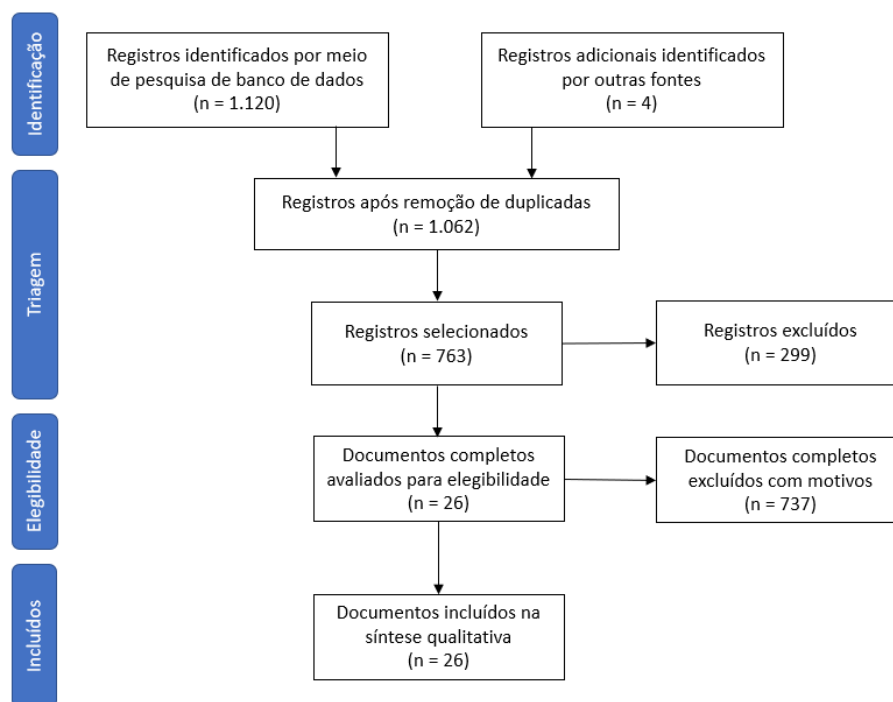 Identificação
Registros identificados por meio
de pesquisa de banco de dados
(n = 1.120)
Registros adicionais identificados
por outras fontes
(n = 4)
Triagem
Registros após remoção de duplicadas
(n = 1.062)
Registros selecionados
(n = 763)
Registros excluídos
(n = 299)
Elegibilidade
Documentos completos
avaliados para elegibilidade
(n = 26)
Documentos completos
excluídos com motivos
(n = 737)
Incluídos
Documentos incluídos na
síntese qualitativa
(n = 26)